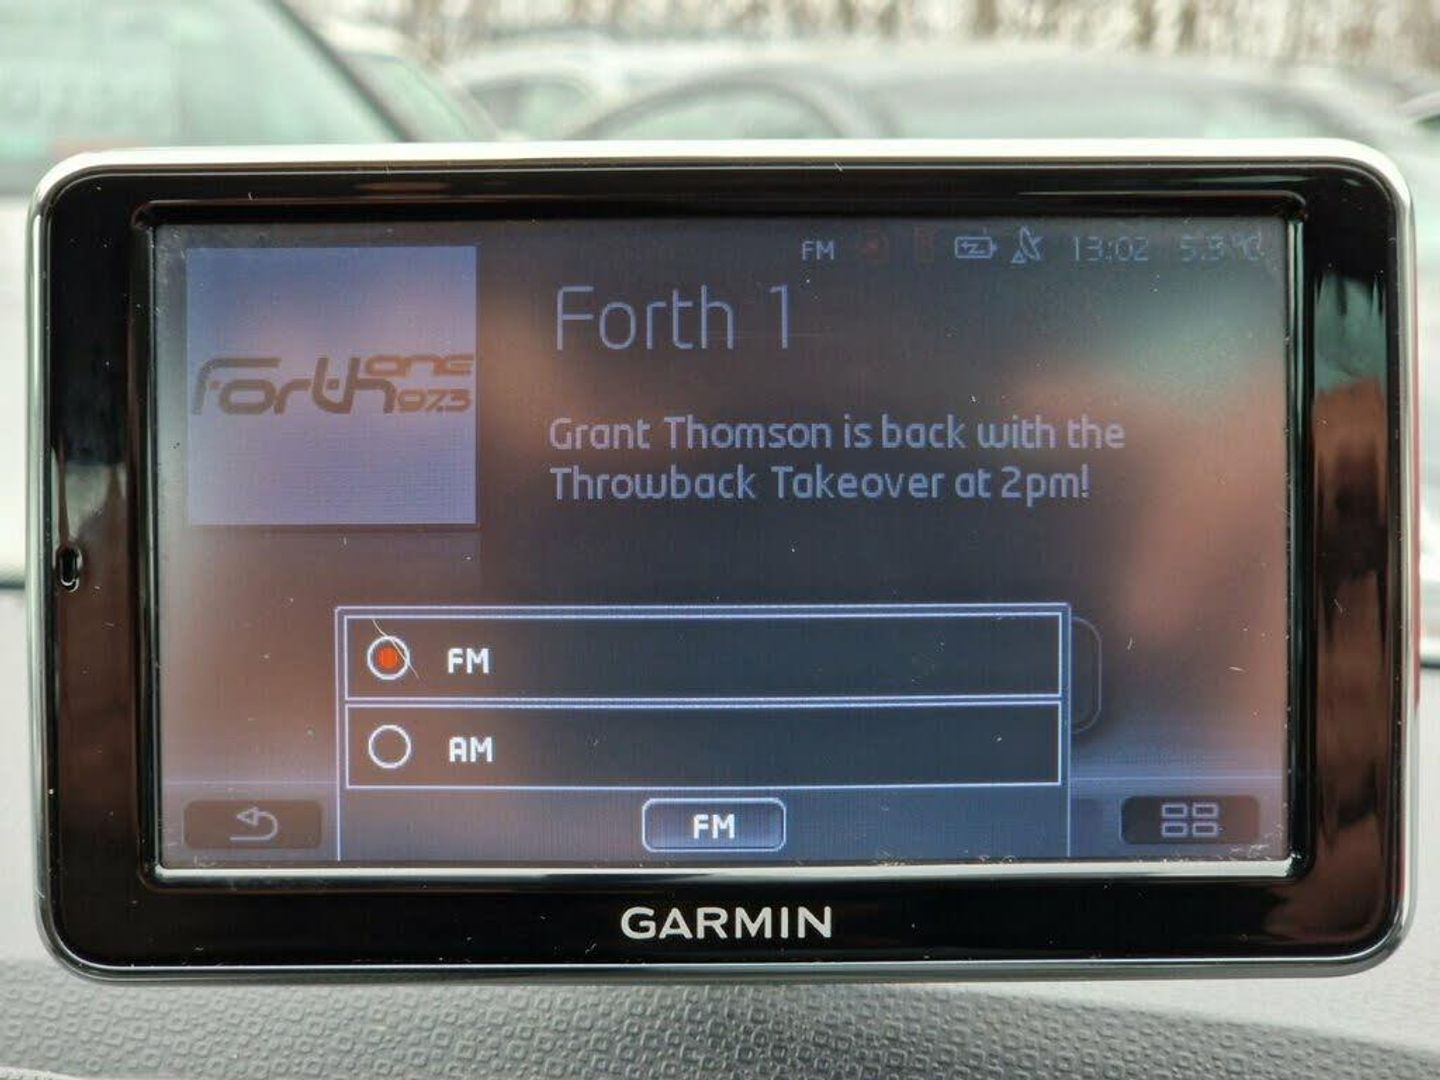 FM 13:02
Forth 1
Forth one 97.3
Grant Thomson is back with the
Throwback Takeover at 2pm!
FM
AM
FM
GARMIN